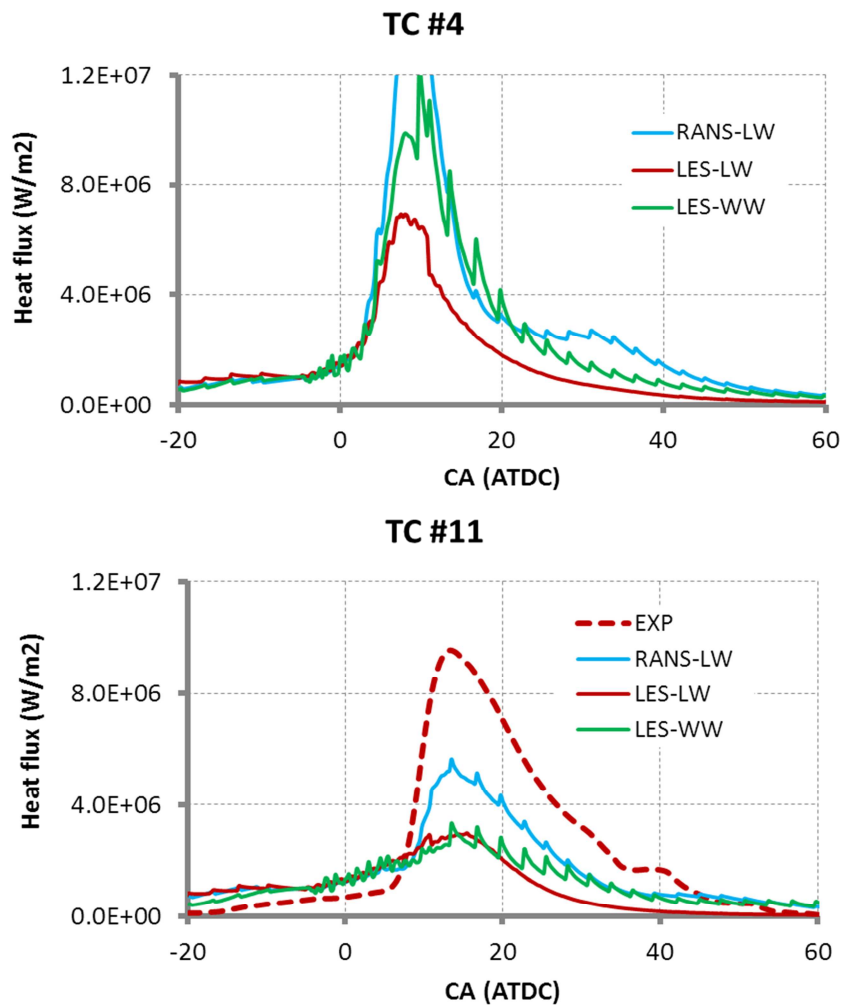 TC #4
1.2E+07
8.0E+06
4.0E+06
0.0E+00
Heat flux (W/m2)
RANS-LW
LES-LW
LES-WW
-20
0
20
40
60
CA (ATDC)
TC #11
1.2E+07
8.0E+06
4.0E+06
0.0E+00
Heat flux (W/m2)
EXP
RANS-LW
LES-LW
LES-WW
-20
0
20
40
60
CA (ATDC)